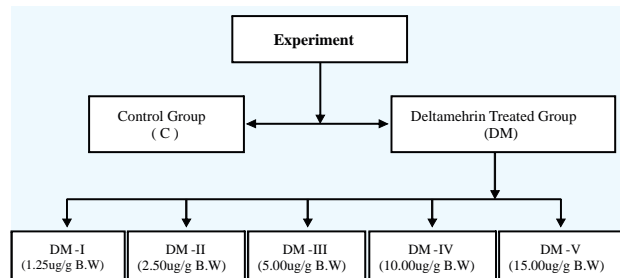 Experiment
Control Group
( C )
Deltamehrin Treated Group
(DM)
DM -I
(1.25ug/g B.W)
DM -II
(2.50ug/g B.W)
DM -III
(5.00ug/g B.W)
DM -IV
(10.00ug/g B.W)
DM -V
(15.00ug/g B.W)